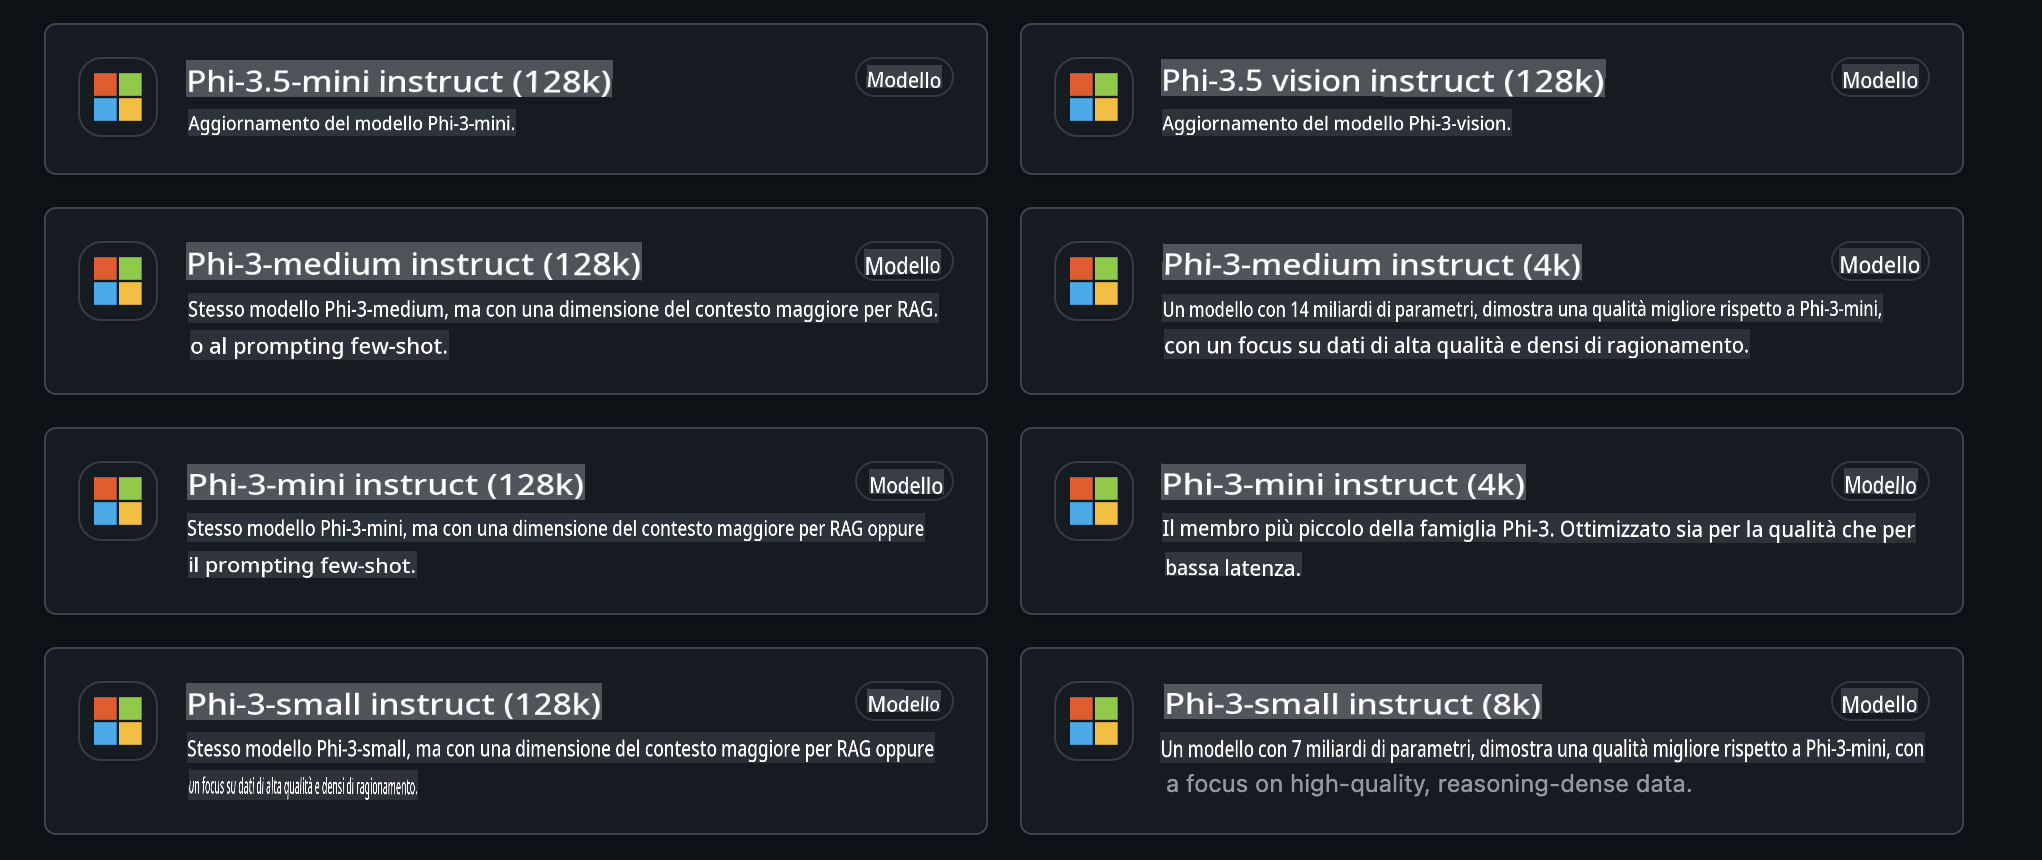 Phi-3.5-mini instruct (128k)
Modello
Aggiornamento del modello Phi-3-mini.
Phi-3.5 vision instruct (128k)
Modello
Aggiornamento del modello Phi-3-vision.
Phi-3-medium instruct (128k)
Modello
Stesso modello Phi-3-medium, ma con una dimensione del contesto maggiore per RAG.
o al prompting few-shot.
Phi-3-medium instruct (4k)
Modello
Un modello con 14 miliardi di parametri, dimostra una qualità migliore rispetto a Phi-3-mini,
con un focus su dati di alta qualità e densi di ragionamento.
Phi-3-mini instruct (128k)
Modello
Stesso modello Phi-3-mini, ma con una dimensione del contesto maggiore per RAG oppure
il prompting few-shot.
Phi-3-mini instruct (4k)
Modello
Il membro più piccolo della famiglia Phi-3. Ottimizzato sia per la qualità che per
bassa latenza.
Phi-3-small instruct (128k)
Modello
Stesso modello Phi-3-small, ma con una dimensione del contesto maggiore per RAG oppure
un focus su dati di alta qualità e densi di ragionamento.
Phi-3-small instruct (8k)
Modello
Un modello con 7 miliardi di parametri, dimostra una qualità migliore rispetto a Phi-3-mini, con
a focus on high-quality, reasoning-dense data.